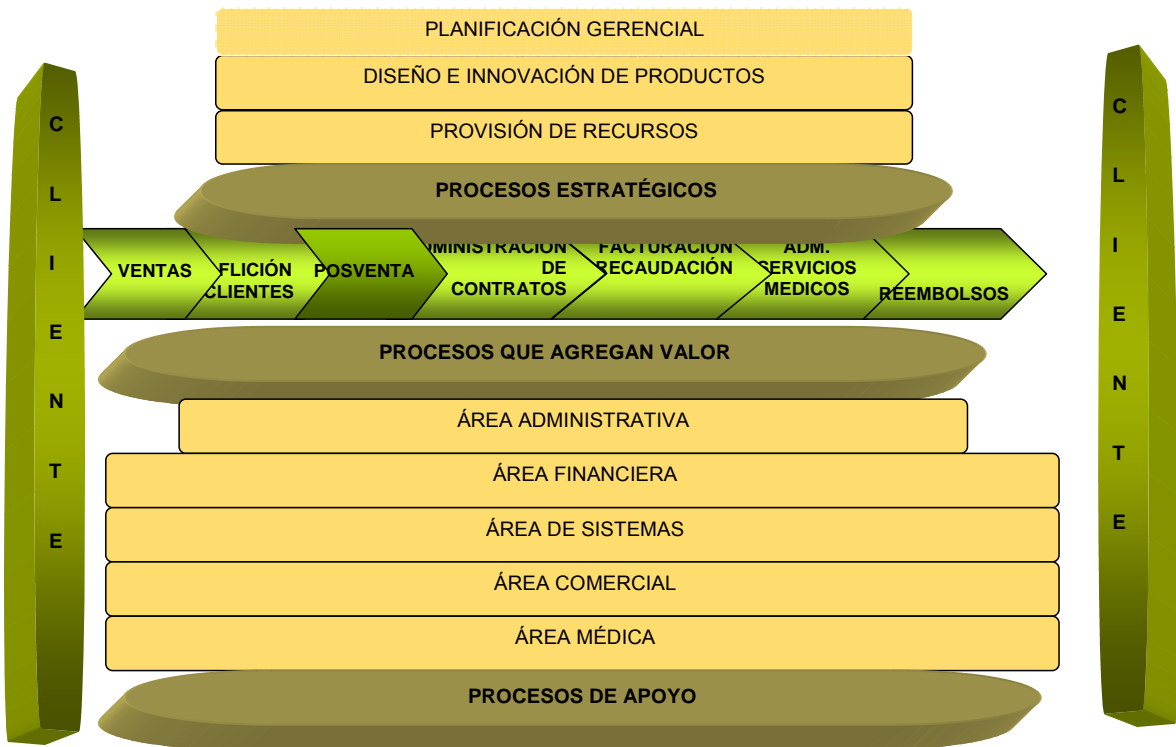 PLANIFICACIÓN GERENCIAL
DISEÑO E INNOVACIÓN DE PRODUCTOS
PROVISIÓN DE RECURSOS
PROCESOS ESTRATÉGICOS
C
L
I
E
N
T
E
VENTAS
FLICIÓN
CLIENTES
POSVENTA
MINISTRACIÓN
DE
CONTRATOS
FACTURACIÓN
RECAUDACIÓN
ADM.
SERVICIOS
MEDICOS
REEMBOLSOS
C
L
I
E
N
T
E
PROCESOS QUE AGREGAN VALOR
ÁREA ADMINISTRATIVA
ÁREA FINANCIERA
ÁREA DE SISTEMAS
ÁREA COMERCIAL
ÁREA MÉDICA
PROCESOS DE APOYO